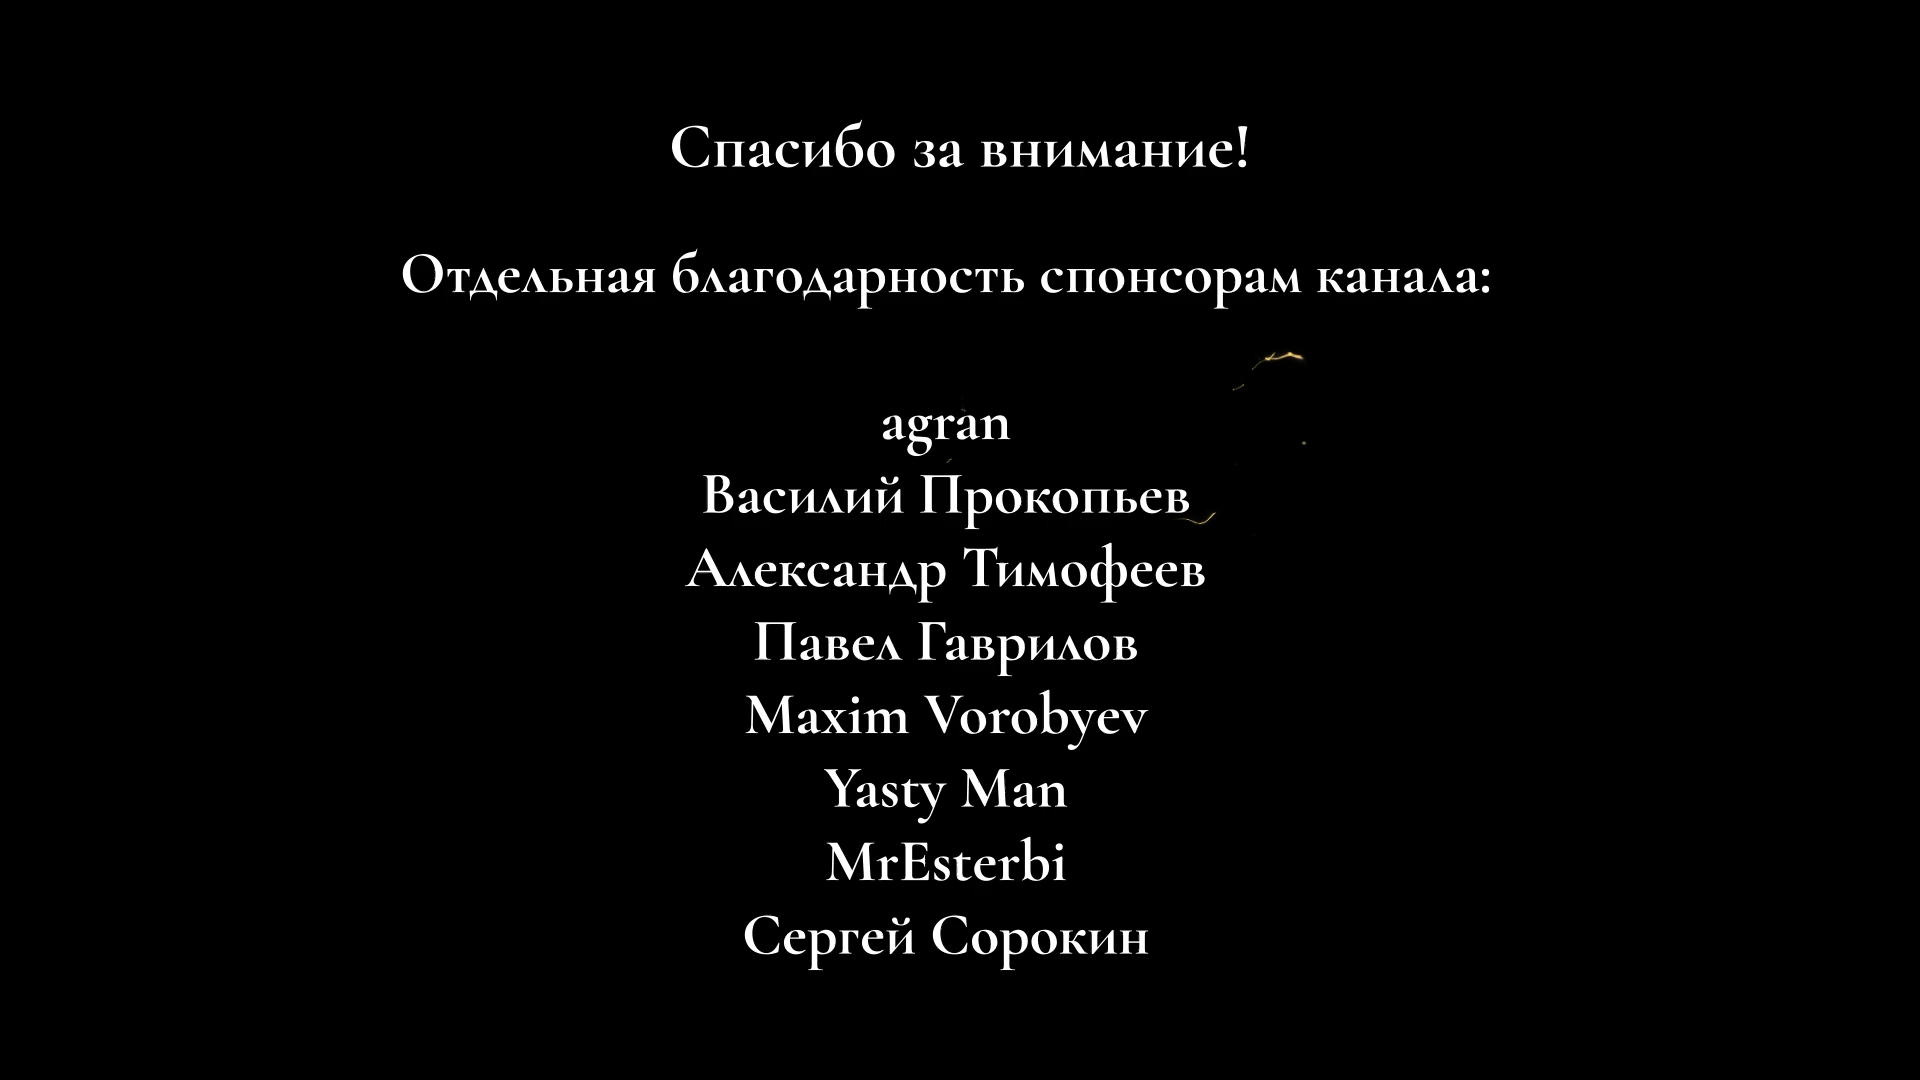 Спасибо за внимание!
Отдельная благодарность спонсорам канала:
agran
Василий Прокопьев
Александр Тимофеев
Павел Гаврилов
Maxim Vorobyev
Yasty Man
MrEsterbi
Сергей Сорокин